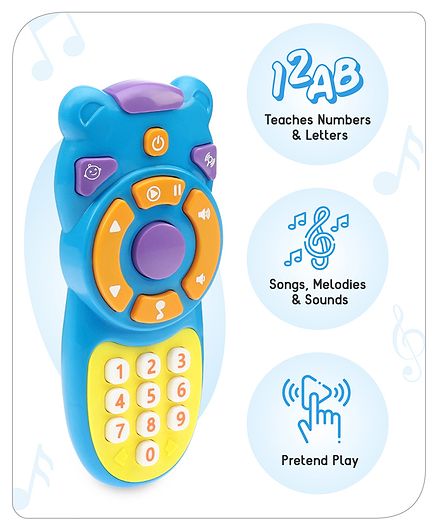 12AB
Teaches Numbers
& Letters
Songs, Melodies
& Sounds
Pretend Play
1 2 3
4 5 6
7 8 9
0